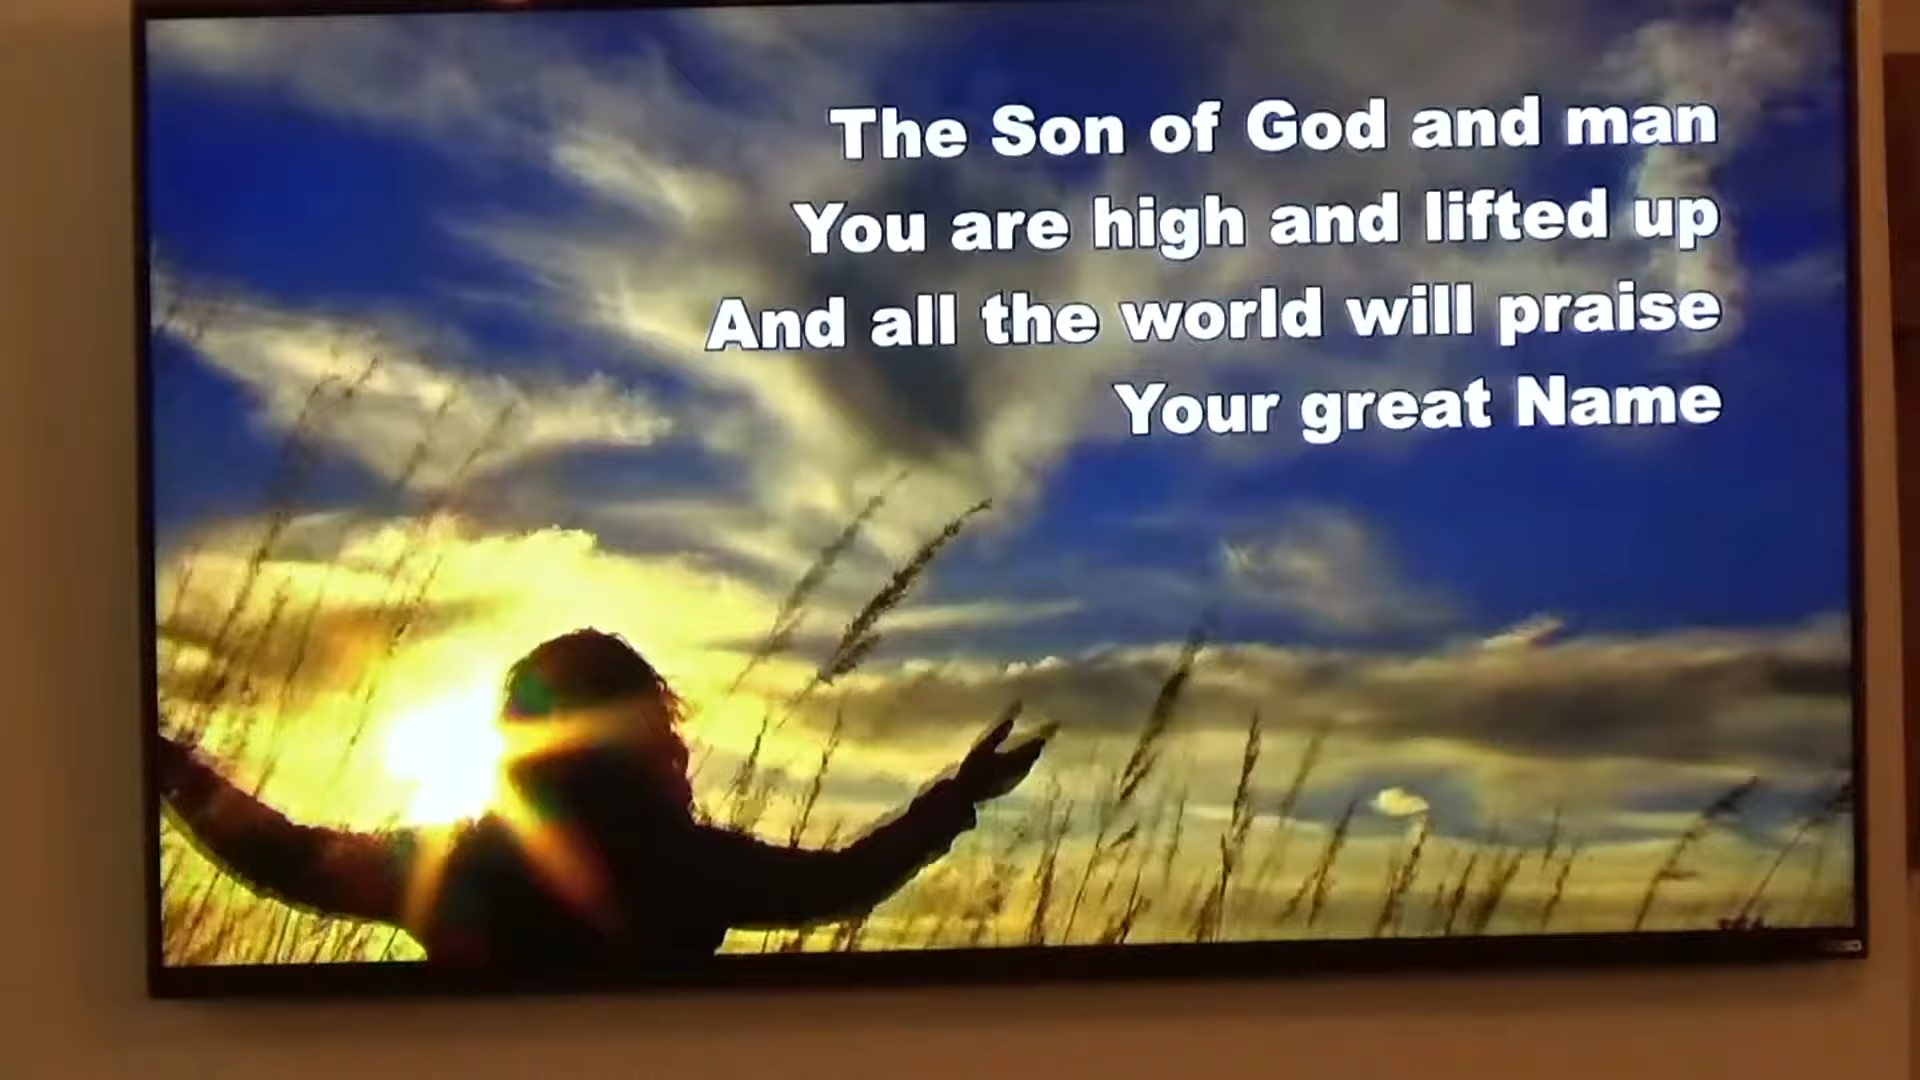 The Son of God and man
You are high and lifted up
And all the world will praise
Your great Name